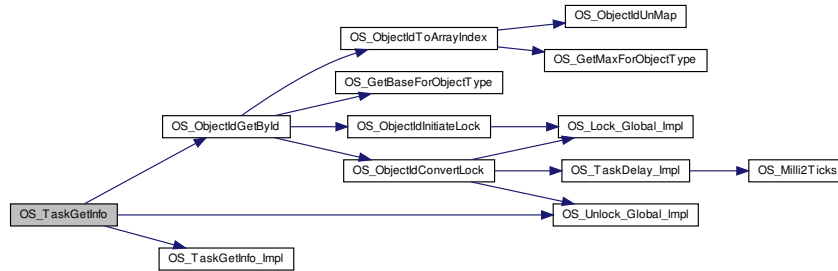 OS_ObjectIdUnMap
OS_ObjectIdToArrayIndex
OS_GetMaxForObjectType
OS_GetBaseForObjectType
OS_ObjectIdGetById
OS_ObjectIdInitiateLock
OS_Lock_Global_Impl
OS_ObjectIdConvertLock
OS_TaskDelay_Impl
OS_Milli2Ticks
OS_TaskGetInfo
OS_Unlock_Global_Impl
OS_TaskGetInfo_Impl